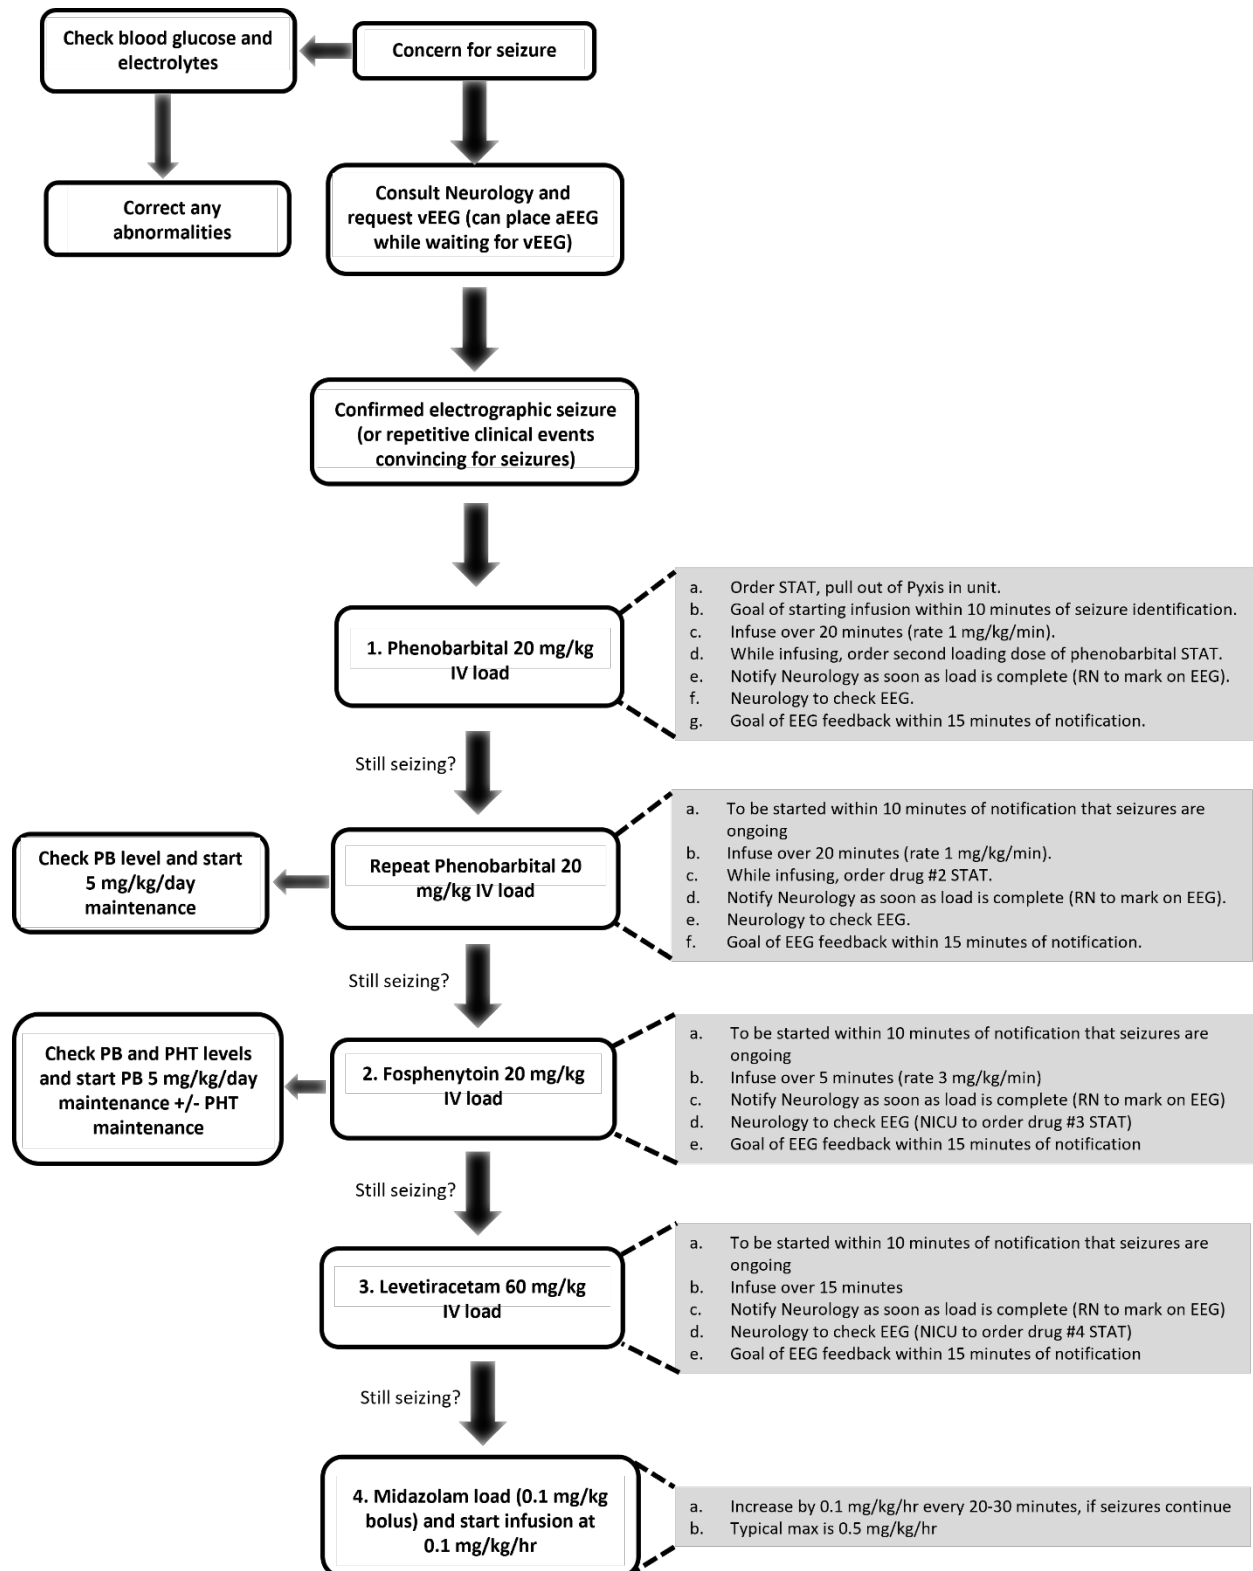 Check blood glucose and
electrolytes
Concern for seizure
Correct any
abnormalities
Consult Neurology and
request vEEG (can place aEEG
while waiting for vEEG)
Confirmed electrographic seizure
(or repetitive clinical events
convincing for seizures)
1. Phenobarbital 20 mg/kg
IV load
a. Order STAT, pull out of Pyxis in unit.
b. Goal of starting infusion within 10 minutes of seizure identification.
c. Infuse over 20 minutes (rate 1 mg/kg/min).
d. While infusing, order second loading dose of phenobarbital STAT.
e. Notify Neurology as soon as load is complete (RN to mark on EEG).
f. Neurology to check EEG.
g. Goal of EEG feedback within 15 minutes of notification.
Still seizing?
Check PB level and start
5 mg/kg/day
maintenance
Repeat Phenobarbital 20
mg/kg IV load
a. To be started within 10 minutes of notification that seizures are
ongoing
b. Infuse over 20 minutes (rate 1 mg/kg/min).
c. While infusing, order drug #2 STAT.
d. Notify Neurology as soon as load is complete (RN to mark on EEG).
e. Neurology to check EEG.
f. Goal of EEG feedback within 15 minutes of notification.
Still seizing?
Check PB and PHT levels
and start PB 5 mg/kg/day
maintenance +/- PHT
maintenance
2. Fosphenytoin 20 mg/kg
IV load
a. To be started within 10 minutes of notification that seizures are
ongoing
b. Infuse over 5 minutes (rate 3 mg/kg/min)
c. Notify Neurology as soon as load is complete (RN to mark on EEG)
d. Neurology to check EEG (NICU to order drug #3 STAT)
e. Goal of EEG feedback within 15 minutes of notification
Still seizing?
3. Levetiracetam 60 mg/kg
IV load
a. To be started within 10 minutes of notification that seizures are
ongoing
b. Infuse over 15 minutes
c. Notify Neurology as soon as load is complete (RN to mark on EEG)
d. Neurology to check EEG (NICU to order drug #4 STAT)
e. Goal of EEG feedback within 15 minutes of notification
Still seizing?
4. Midazolam load (0.1 mg/kg
bolus) and start infusion at
0.1 mg/kg/hr
a. Increase by 0.1 mg/kg/hr every 20-30 minutes, if seizures continue
b. Typical max is 0.5 mg/kg/hr